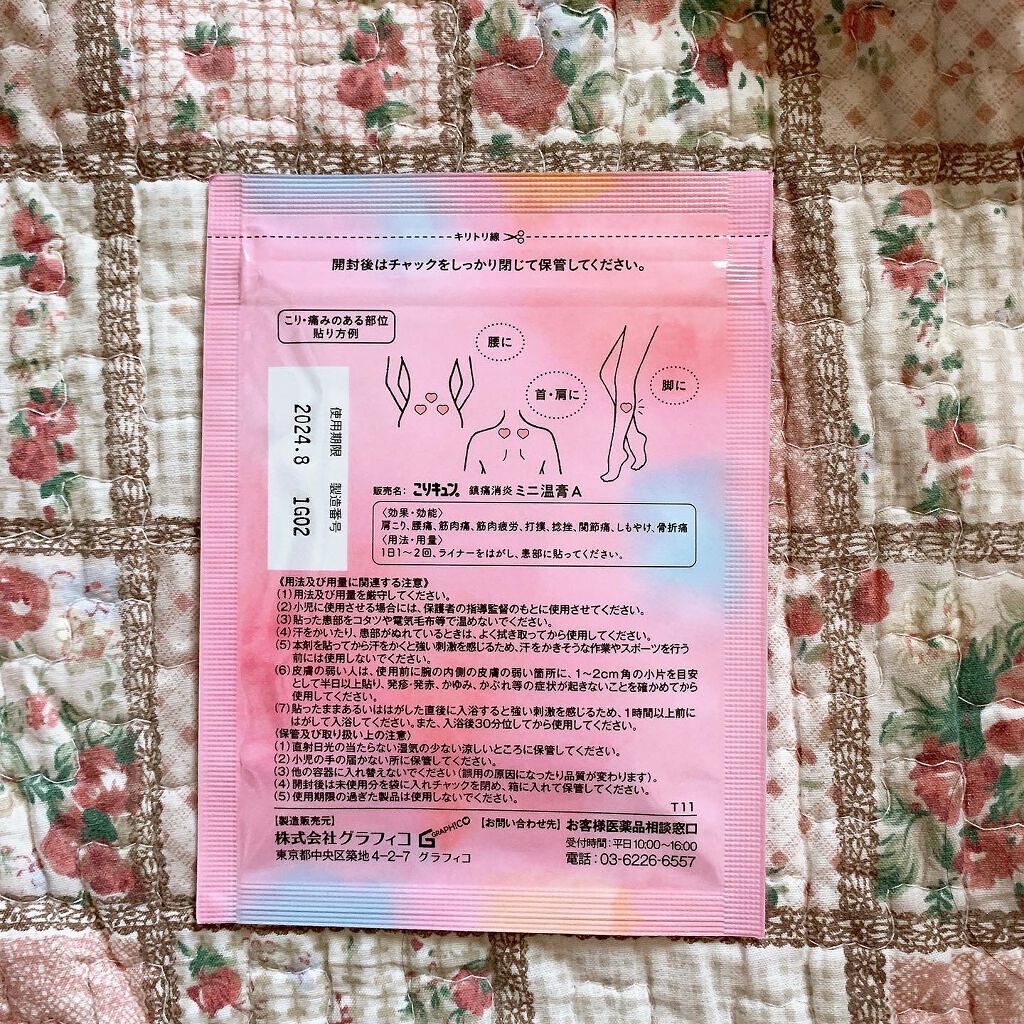 キリトリ線
開封後はチャックをしっかり閉じて保管してください。
こり・痛みのある部位
貼り方例
腰に
首・肩に
脚に
使用期限 製造番号
2024.8 1G02
販売名: こりキュン。 鎮痛消炎 ミニ温膏A
〈効果・効能〉
肩こり、腰痛、筋肉痛、筋肉疲労、打撲、捻挫、関節痛、しもやけ、骨折痛
〈用法・用量〉
1日1〜2回、ライナーをはがし、患部に貼ってください。
《用法及び用量に関連する注意》
(1)用法及び用量を厳守してください。
(2)小児に使用させる場合には、保護者の指導監督のもとに使用させてください。
(3)貼った患部をコタツや電気毛布等で温めないでください。
(4)汗をかいたり、患部がぬれているときは、よく拭き取ってから使用してください。
(5)本剤を貼ってから汗をかくと強い刺激を感じるため、汗をかきそうな作業やスポーツを行う
前には使用しないでください。
(6)皮膚の弱い人は、使用前に腕の内側の皮膚の弱い箇所に、1〜2cm角の小片を目安
として半日以上貼り、発疹・発赤、かゆみ、かぶれ等の症状が起きないことを確かめてから
使用してください。
(7)貼ったままあるいははがした直後に入浴すると強い刺激を感じるため、1時間以上前に
はがして入浴してください。また、入浴後30分位してから使用してください。
〈保管及び取り扱い上の注意〉
(1)直射日光の当たらない湿気の少ない涼しいところに保管してください。
(2)小児の手の届かない所に保管してください。
(3)他の容器に入れ替えないでください(誤用の原因になったり品質が変わります)。
(4)開封後は未使用分を袋に入れチャックを閉め、箱に入れて保管してください。
(5)使用期限の過ぎた製品は使用しないでください。
T11
【製造販売元】
株式会社グラフィコ GRAPHICO
東京都中央区築地4-2-7 グラフィコ
【お問い合わせ先】お客様医薬品相談窓口
受付時間:平日10:00〜16:00
電話:03-6226-6557